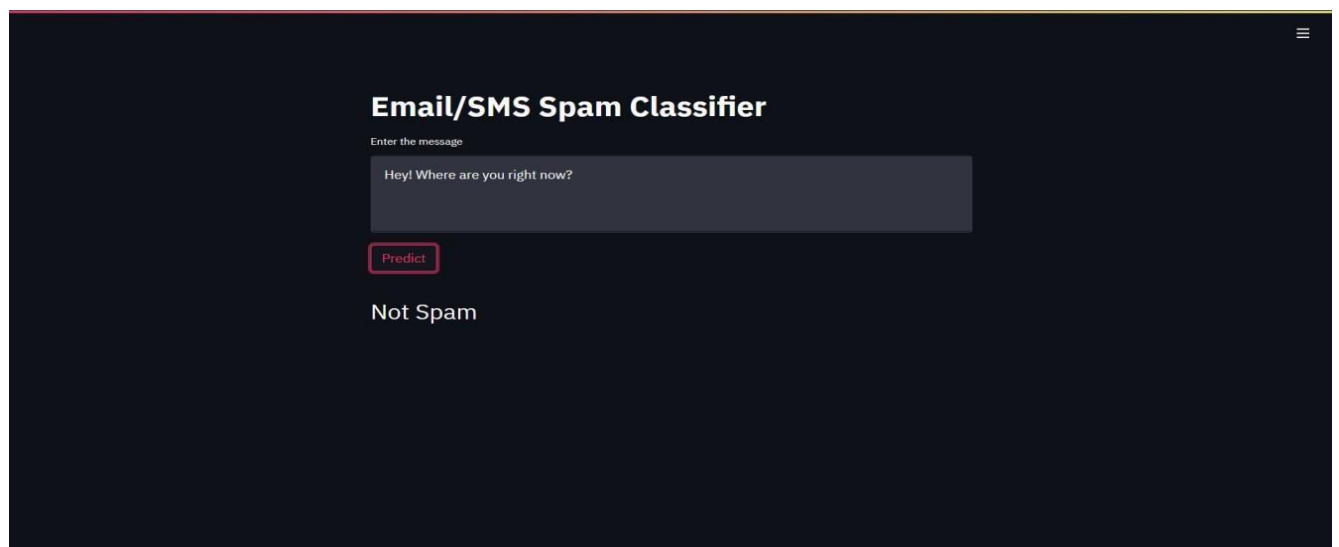 Email/SMS Spam Classifier
Enter the message
Hey! Where are you right now?
Predict
Not Spam